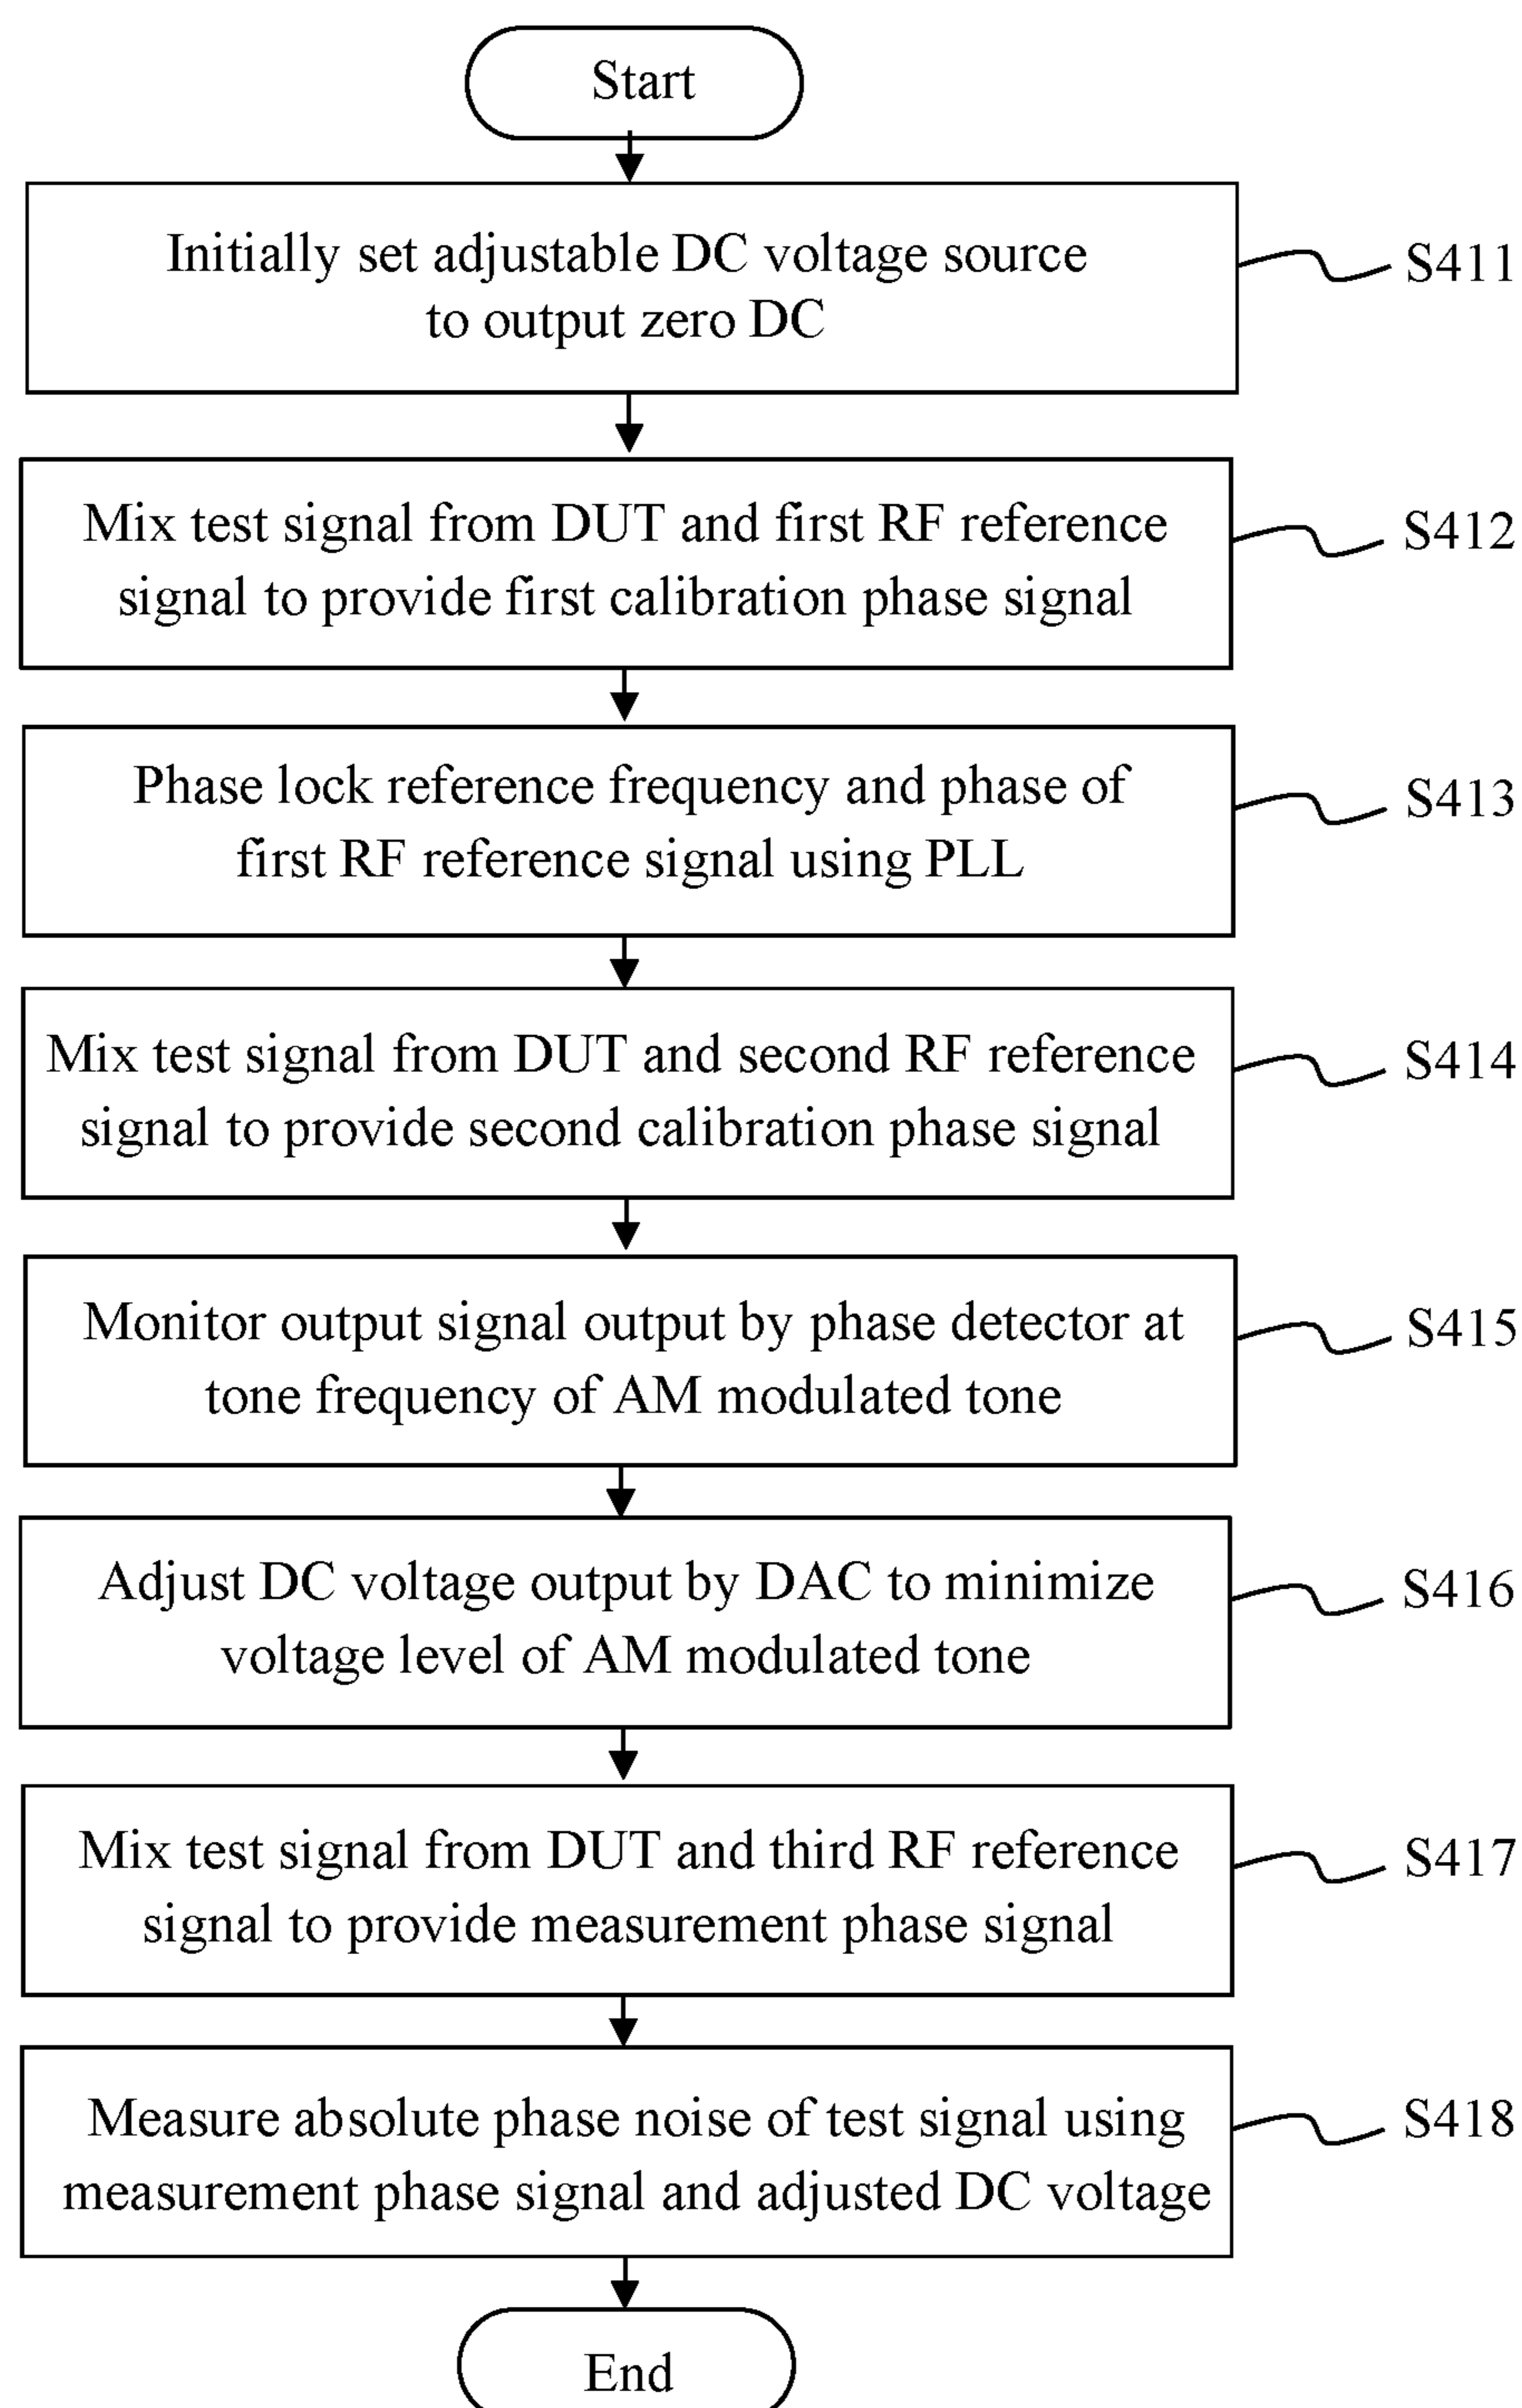 Start
Initially set adjustable DC voltage source
to output zero DC
S411
Mix test signal from DUT and first RF reference
signal to provide first calibration phase signal
S412
Phase lock reference frequency and phase of
first RF reference signal using PLL
S413
Mix test signal from DUT and second RF reference
signal to provide second calibration phase signal
S414
Monitor output signal output by phase detector at
tone frequency of AM modulated tone
S415
Adjust DC voltage output by DAC to minimize
voltage level of AM modulated tone
S416
Mix test signal from DUT and third RF reference
signal to provide measurement phase signal
S417
Measure absolute phase noise of test signal using
measurement phase signal and adjusted DC voltage
S418
End